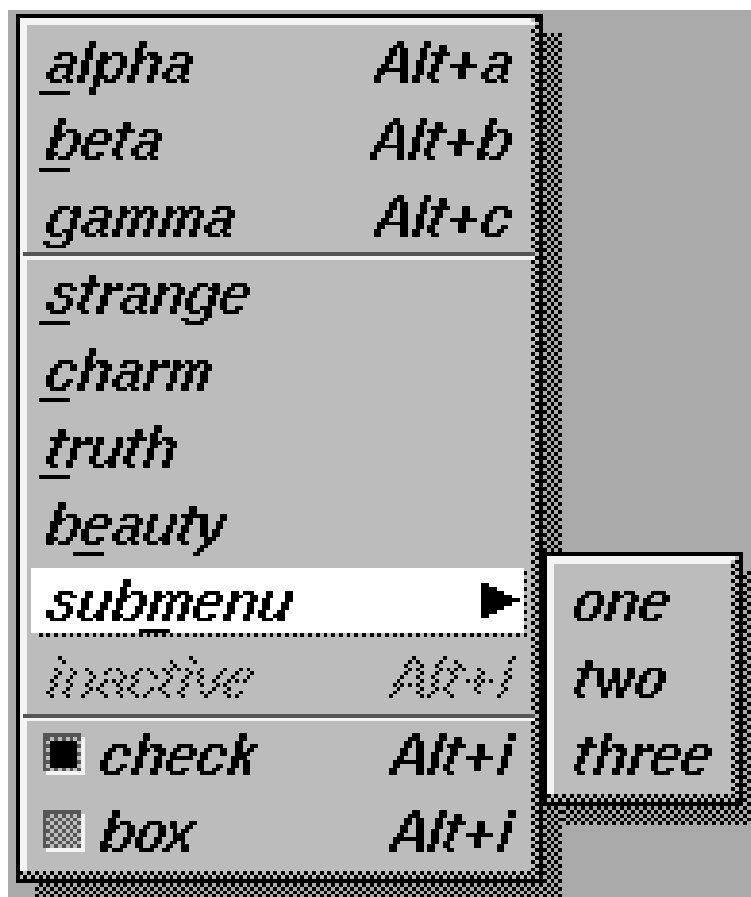 alpha Alt+a
beta Alt+b
gamma Alt+c
strange
charm
truth
beauty
submenu
inactive Alt+i
check Alt+i
box Alt+i
one
two
three